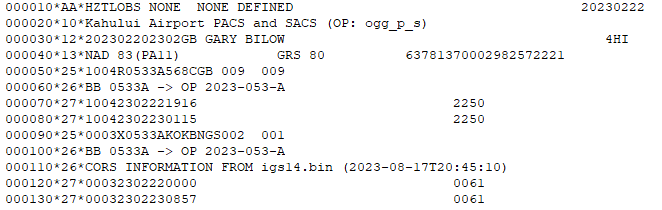 000010*AA*HZTLOBS NONE  NONE DEFINED                                      20230222
000020*10*Kahului Airport PACS and SACS (OP: ogg_p_s)
000030*12*202302202302GB GARY BILOW                                          4HI
000040*13*NAD 83(PA11)          GRS 80           63781370002982572221
000050*25*1004R0533A568CGB 009  009
000060*26*BB 0533A -> OP 2023-053-A
000070*27*10042302221916                                 2250
000080*27*10042302230115                                 2250
000090*25*0003X0533AKOKBNGS002  001
000100*26*BB 0533A -> OP 2023-053-A
000110*26*CORS INFORMATION FROM igs14.bin (2023-08-17T20:45:10)
000120*27*00032302220000                                 0061
000130*27*00032302230857                                 0061